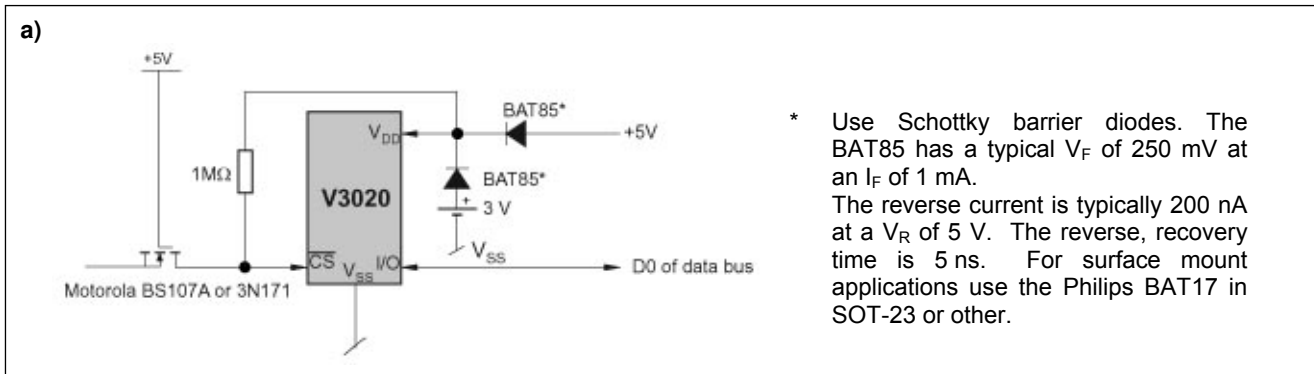 a)
+5V
BAT85*
VDD
+5V
1MΩ
BAT85*
V3020
+
3 V
VSS
CS
VSS
I/O
D0 of data bus
Motorola BS107A or 3N171
* Use Schottky barrier diodes. The
BAT85 has a typical VF of 250 mV at
an IF of 1 mA.
The reverse current is typically 200 nA
at a VR of 5 V. The reverse, recovery
time is 5 ns. For surface mount
applications use the Philips BAT17 in
SOT-23 or other.